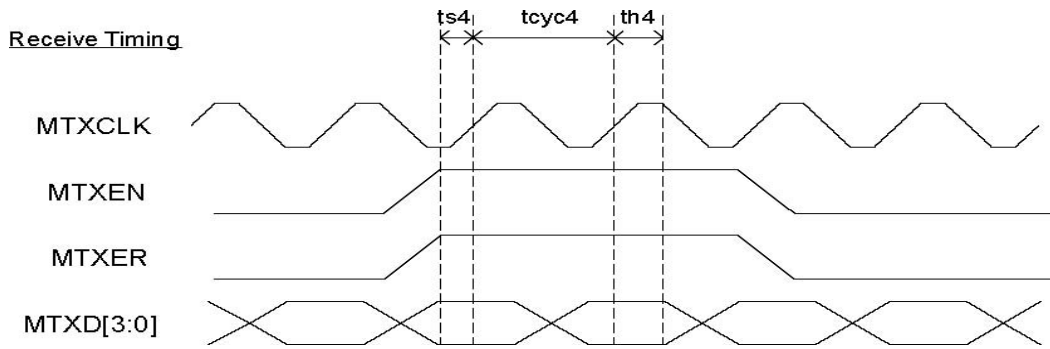 ts4 tcyc4 th4
Receive Timing
MTXCLK
MTXEN
MTXER
MTXD[3:0]